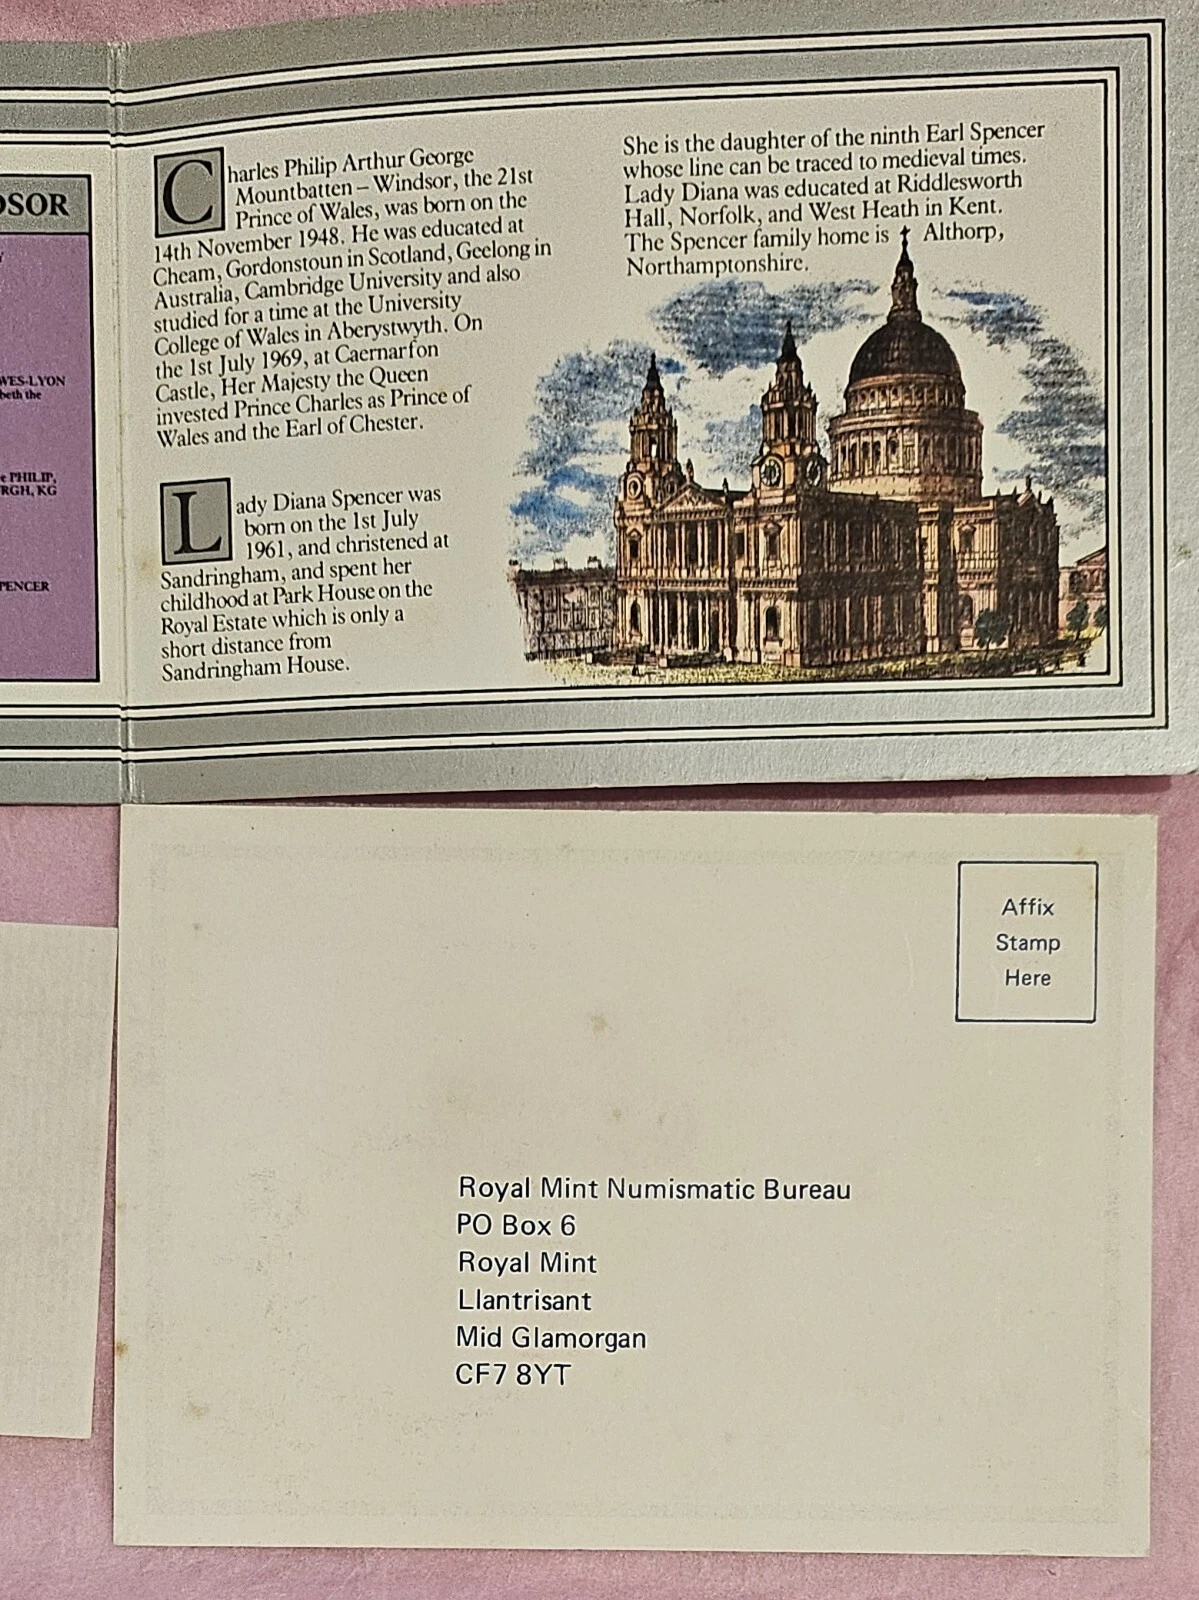 DSOR
WES-LYON
beth the
e PHILIP,
RGH, KG
PENCER
Charles Philip Arthur George
Mountbatten – Windsor, the 21st
Prince of Wales, was born on the
14th November 1948. He was educated at
Cheam, Gordonstoun in Scotland, Geelong in
Australia, Cambridge University and also
studied for a time at the University
College of Wales in Aberystwyth. On
the 1st July 1969, at Caernarfon
Castle, Her Majesty the Queen
invested Prince Charles as Prince of
Wales and the Earl of Chester.
Lady Diana Spencer was
born on the 1st July
1961, and christened at
Sandringham, and spent her
childhood at Park House on the
Royal Estate which is only a
short distance from
Sandringham House.
She is the daughter of the ninth Earl Spencer
whose line can be traced to medieval times.
Lady Diana was educated at Riddlesworth
Hall, Norfolk, and West Heath in Kent.
The Spencer family home is Althorp,
Northamptonshire.
Affix
Stamp
Here
Royal Mint Numismatic Bureau
PO Box 6
Royal Mint
Llantrisant
Mid Glamorgan
CF7 8YT